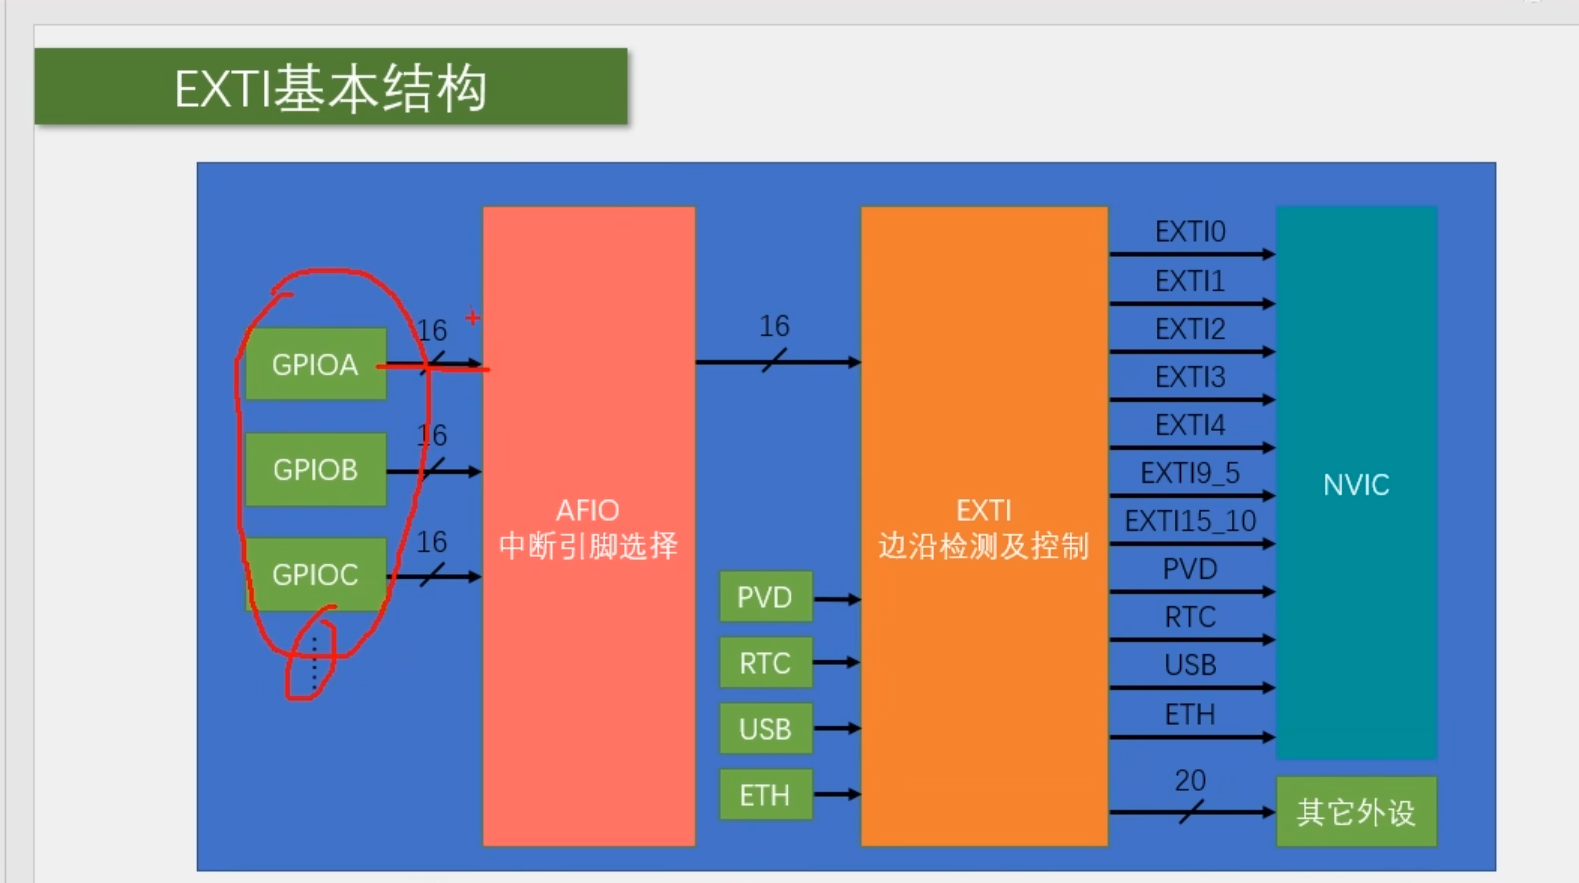 EXTI基本结构
GPIOA
16
GPIOB
16
GPIOC
16
AFIO
中断引脚选择
16
PVD
RTC
USB
ETH
EXTI
边沿检测及控制
EXTI0
EXTI1
EXTI2
EXTI3
EXTI4
EXTI9_5
EXTI15_10
PVD
RTC
USB
ETH
20
NVIC
其它外设